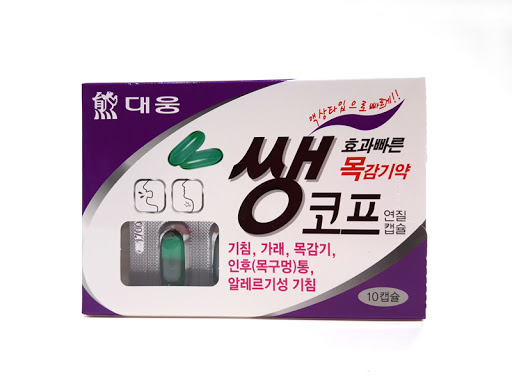 대웅
액상타입으로 빠르게!!
효과빠른
목감기약
쌩
코프
연질
캡슐
기침, 가래, 목감기,
인후(목구멍)통,
알레르기성 기침
10캡슐